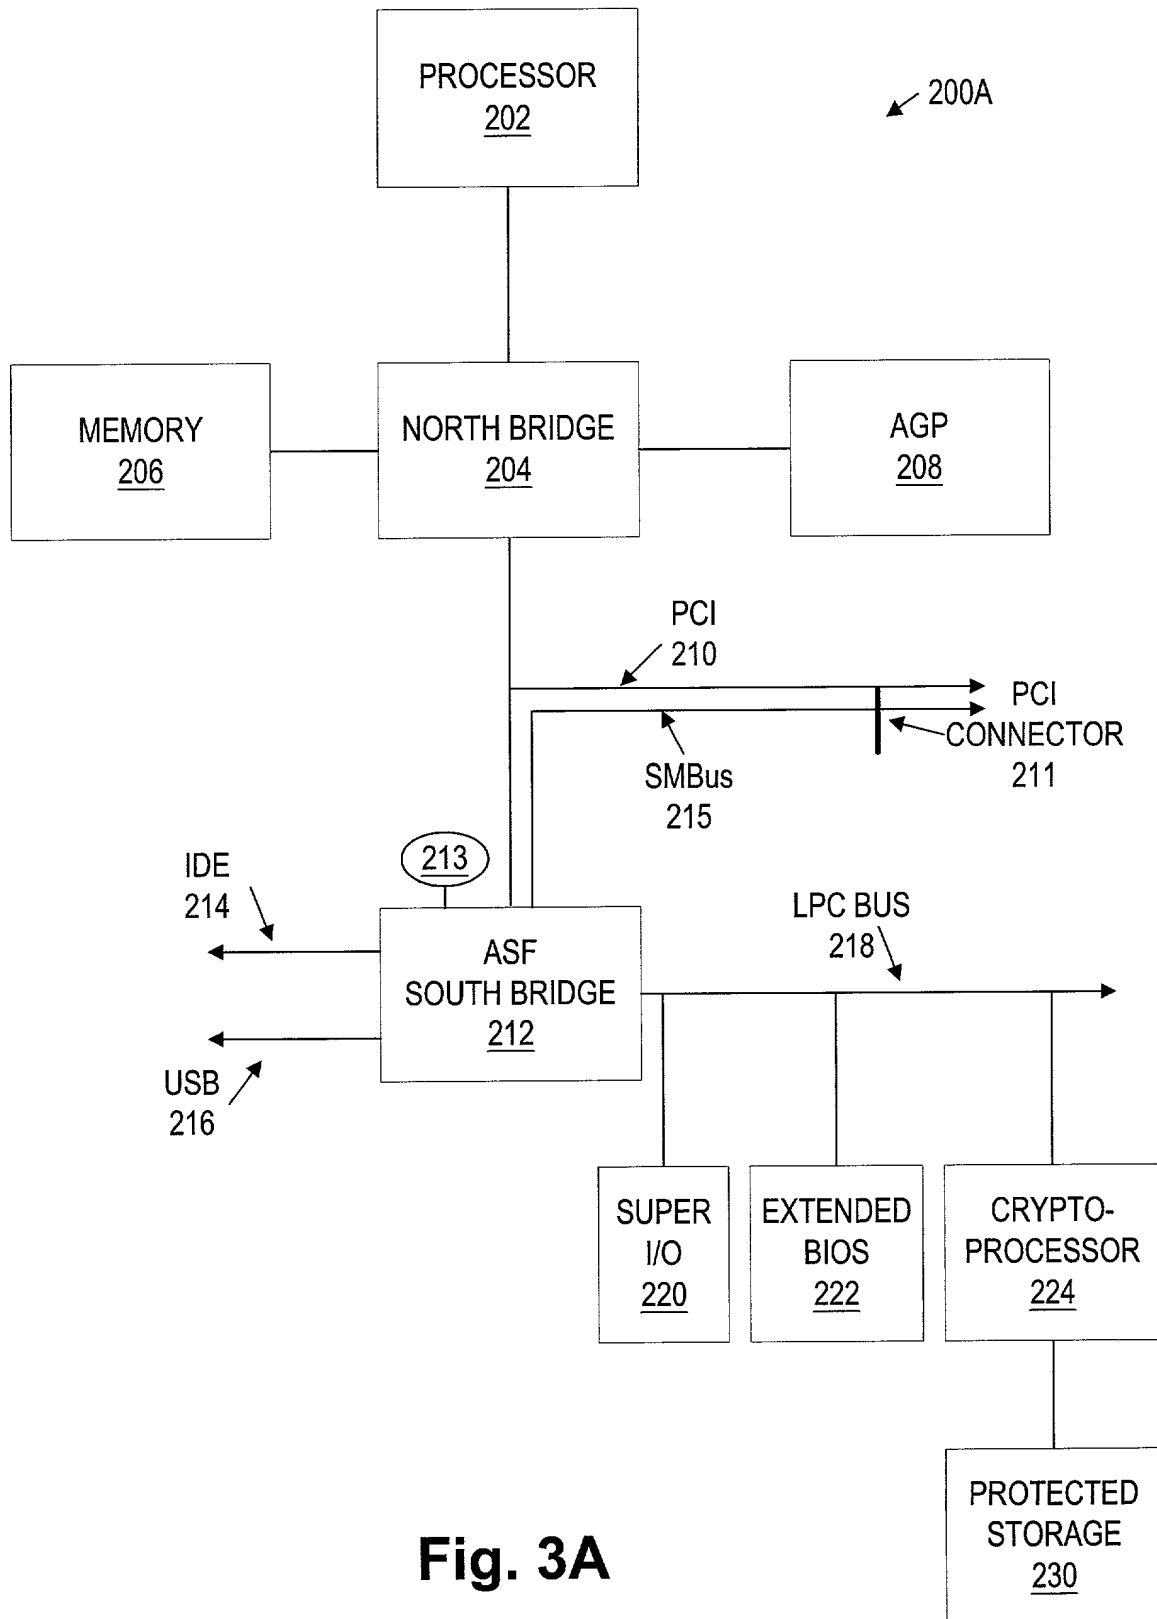 PROCESSOR
202
200A
MEMORY
206
NORTH BRIDGE
204
AGP
208
PCI
210
PCI
CONNECTOR
211
SMBus
215
213
IDE
214
LPC BUS
218
ASF
SOUTH BRIDGE
212
USB
216
SUPER
I/O
220
EXTENDED
BIOS
222
CRYPTO-
PROCESSOR
224
PROTECTED
STORAGE
230
Fig. 3A